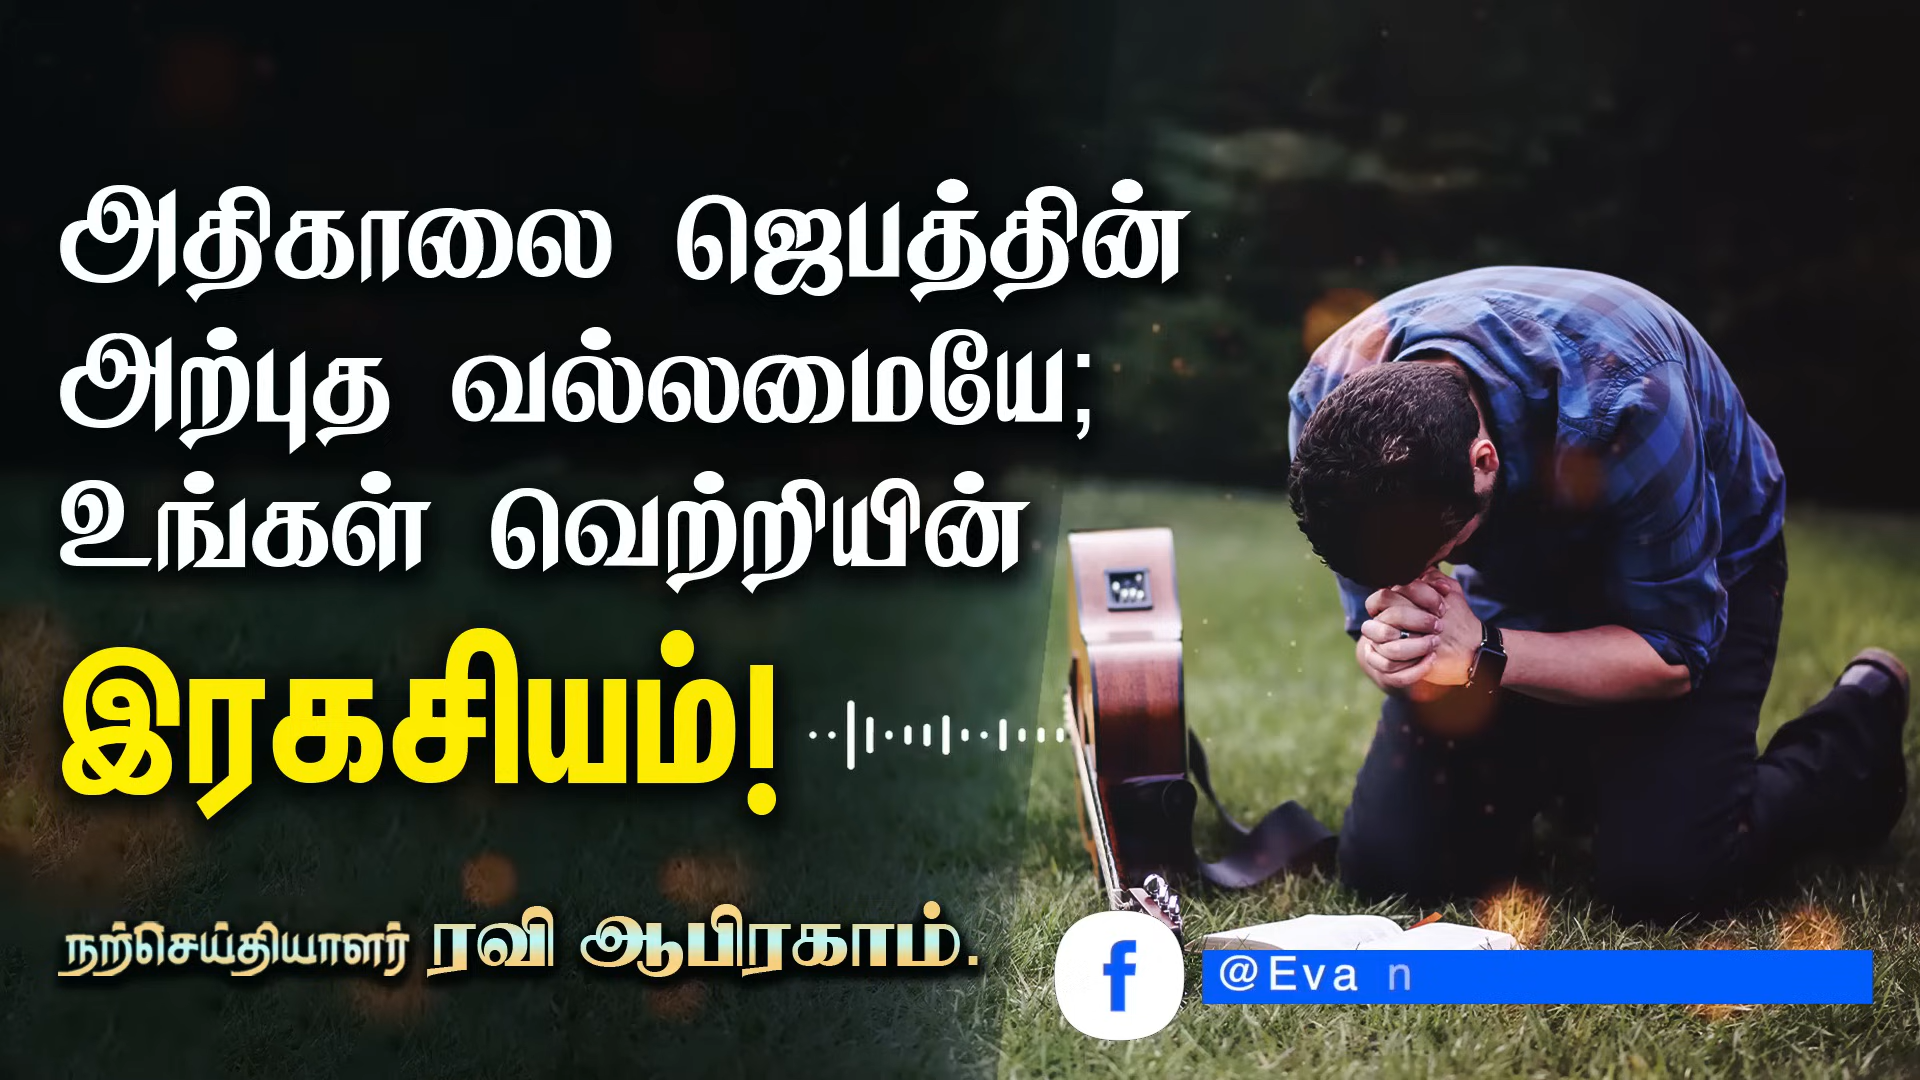 அதிகாலை ஜெபத்தின்
அற்புத வல்லமையே;
உங்கள் வெற்றியின்
இரகசியம்!
நற்செய்தியாளர் ரவி ஆபிரகாம்.
f @Eva n